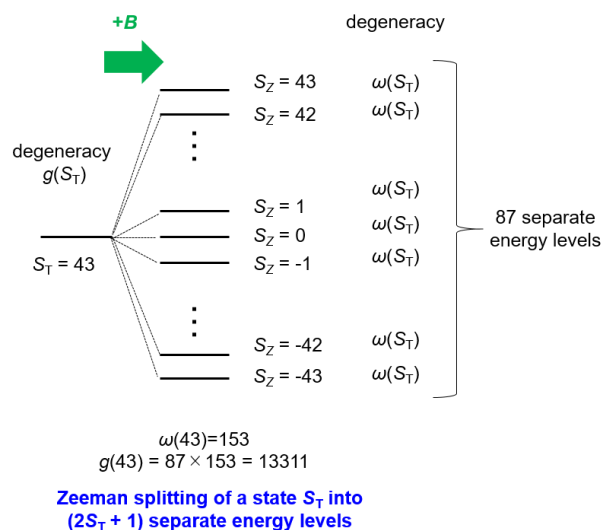 +B
degeneracy
S_Z = 43 ω(S_T)
S_Z = 42 ω(S_T)
degeneracy
g(S_T)
ω(S_T)
S_Z = 1
ω(S_T)
S_Z = 0
S_Z = -1 ω(S_T)
S_T = 43
87 separate
energy levels
S_Z = -42 ω(S_T)
S_Z = -43 ω(S_T)
ω(43)=153
g(43) = 87 × 153 = 13311
Zeeman splitting of a state S_T into
(2S_T + 1) separate energy levels